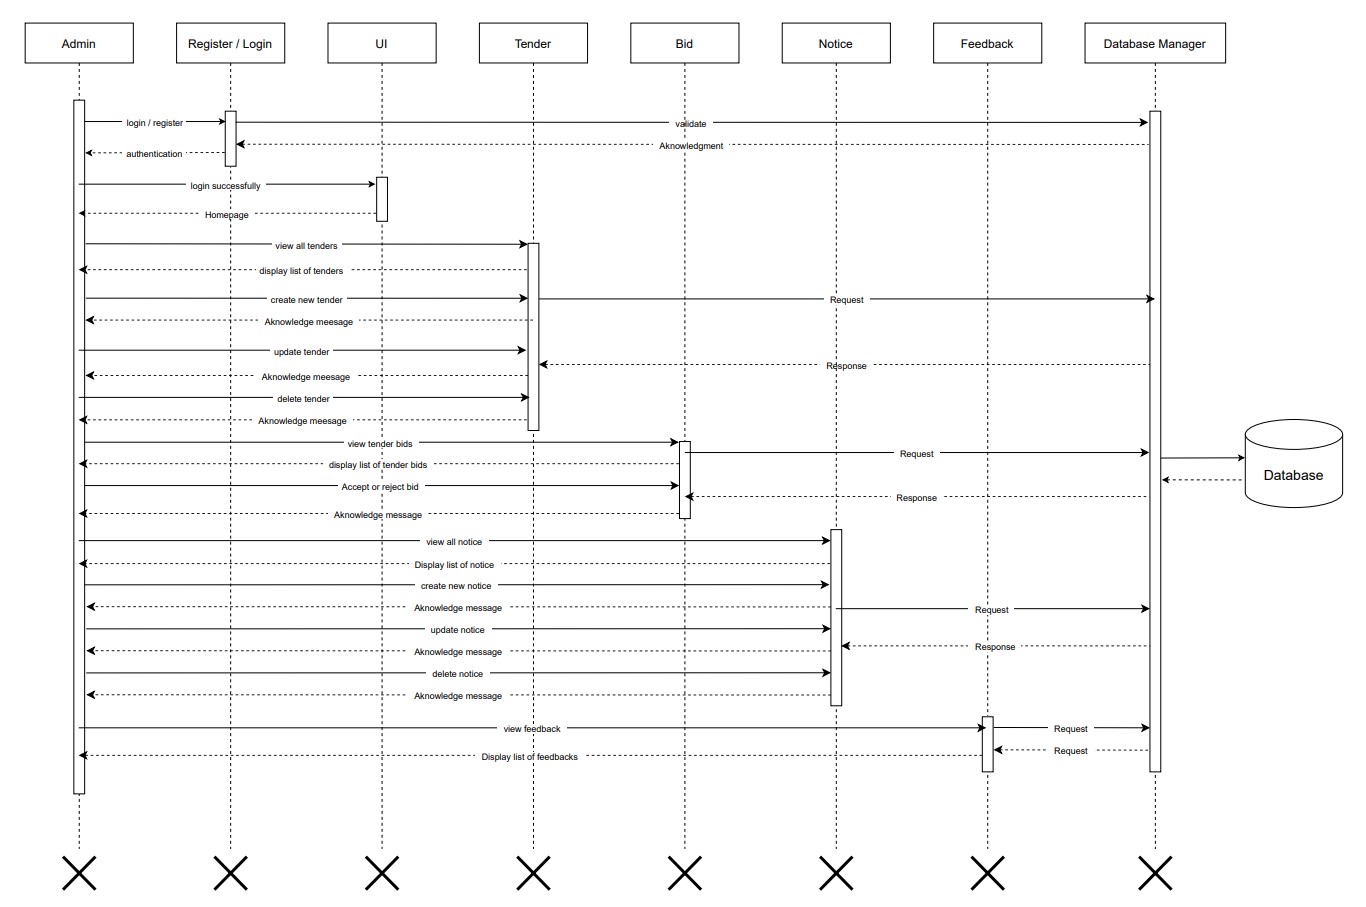 Admin
Register / Login
UI
Tender
Bid
Notice
Feedback
Database Manager
login / register
validate
Aknowledgment
authentication
login successfully
Homepage
view all tenders
display list of tenders
create new tender
Request
Aknowledge meesage
update tender
Response
Aknowledge meesage
delete tender
Aknowledge meesage
view tender bids
Request
display list of tender bids
Database
Accept or reject bid
Response
Aknowledge message
view all notice
Display list of notice
create new notice
Aknowledge message
Request
update notice
Response
Aknowledge message
delete notice
Aknowledge message
view feedback
Request
Request
Display list of feedbacks